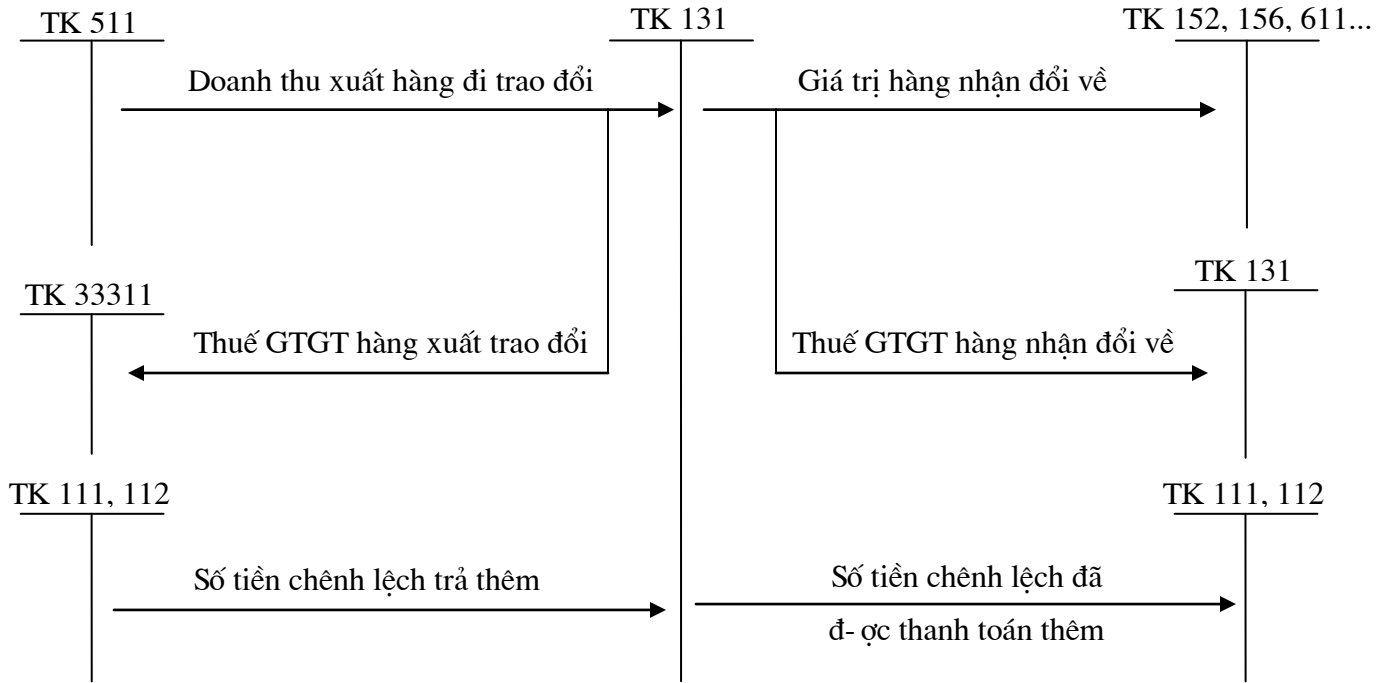 TK 511
TK 131
TK 152, 156, 611...
Doanh thu xuất hàng đi trao đổi
Giá trị hàng nhận đổi về
TK 33311
TK 131
Thuế GTGT hàng xuất trao đổi
Thuế GTGT hàng nhận đổi về
TK 111, 112
TK 111, 112
Số tiền chênh lệch trả thêm
Số tiền chênh lệch đã
đ- ợc thanh toán thêm